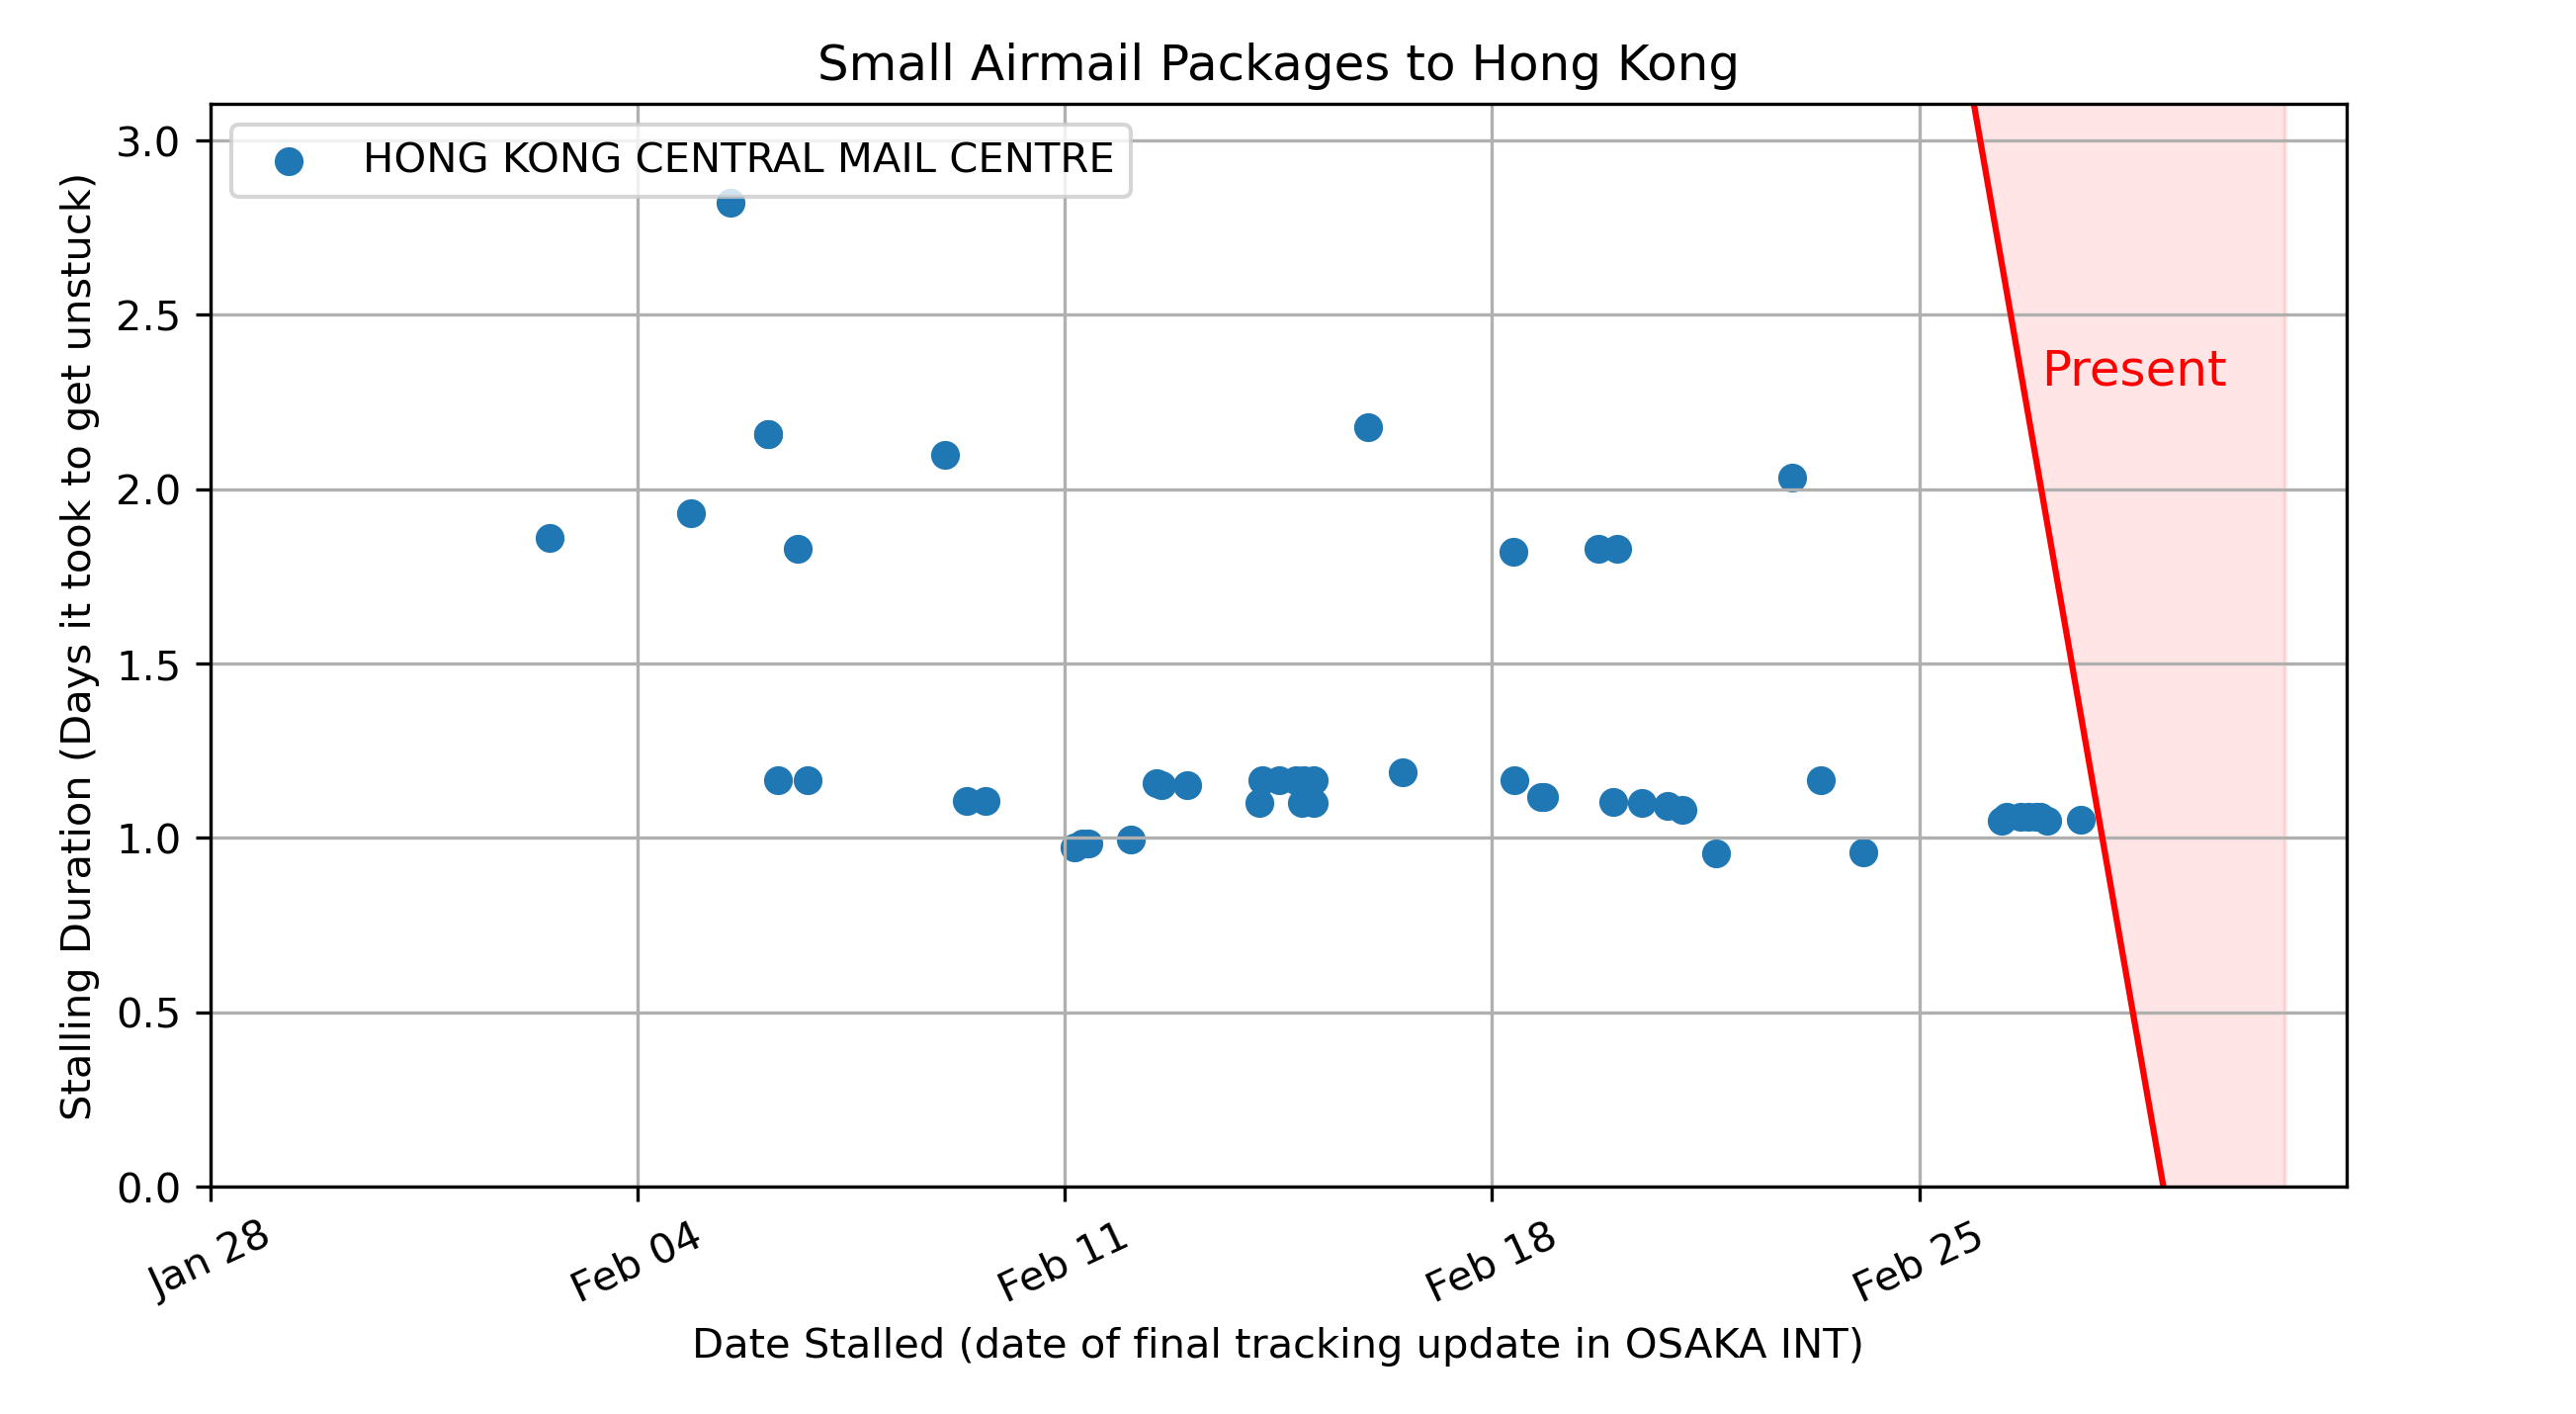 Small Airmail Packages to Hong Kong
HONG KONG CENTRAL MAIL CENTRE
Stalling Duration (Days it took to get unstuck)
3.0
2.5
2.0
1.5
1.0
0.5
0.0
Present
Jan 28
Feb 04
Feb 11
Feb 18
Feb 25
Date Stalled (date of final tracking update in OSAKA INT)